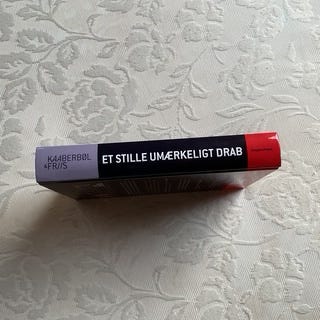 KAABERBØL
& FRIIS
ET STILLE UMÆRKELIGT DRAB